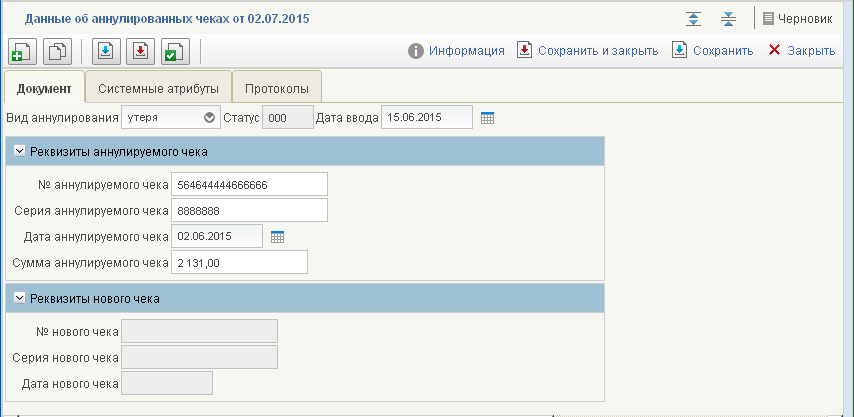 Данные об аннулированных чеках от 02.07.2015 Черновик
Информация Сохранить и закрыть Сохранить Закрыть
Документ Системные атрибуты Протоколы
Вид аннулирования утеря Статус 000 Дата ввода 15.06.2015
Реквизиты аннулируемого чека
№ аннулируемого чека 564644444666666
Серия аннулируемого чека 8888888
Дата аннулируемого чека 02.06.2015
Сумма аннулируемого чека 2 131,00
Реквизиты нового чека
№ нового чека
Серия нового чека
Дата нового чека